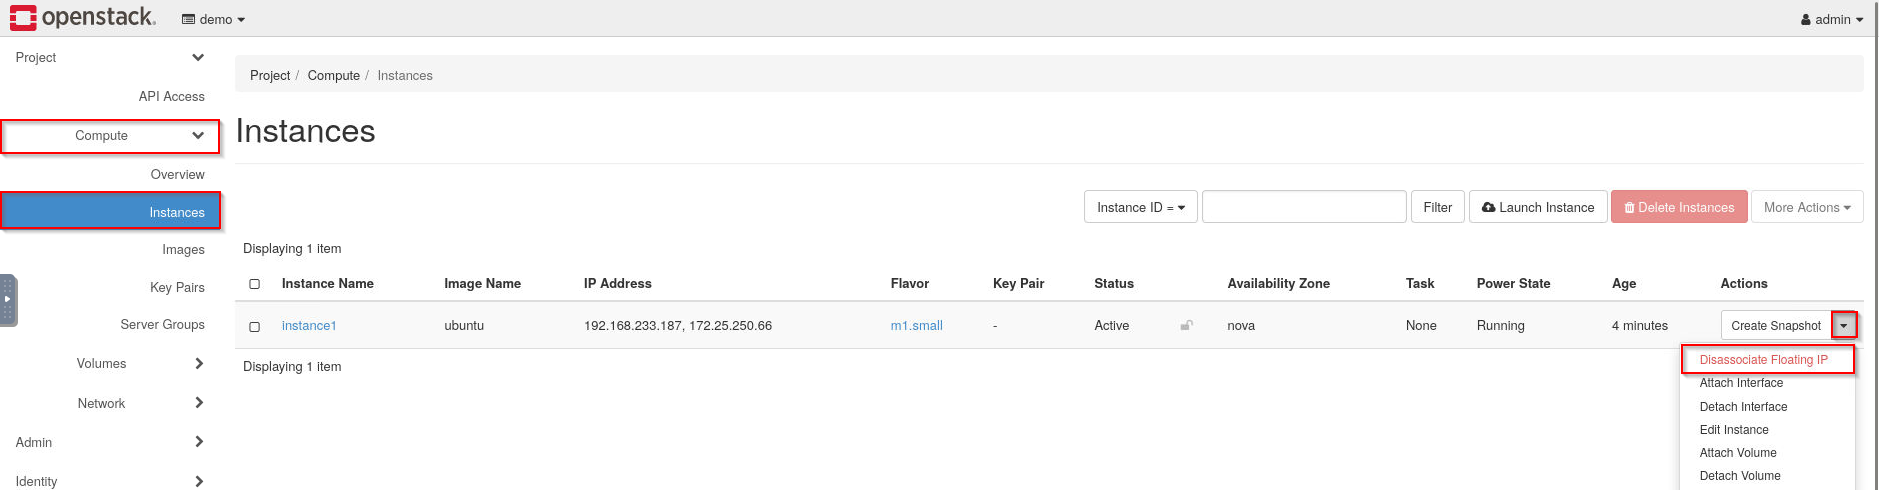 openstack. demo admin
Project
API Access
Compute
Overview
Instances
Images
Key Pairs
Server Groups
Volumes
Network
Admin
Identity
Project / Compute / Instances
Instances
Instance ID = Filter Launch Instance Delete Instances More Actions
Displaying 1 item
Instance Name Image Name IP Address Flavor Key Pair Status Availability Zone Task Power State Age Actions
instance1 ubuntu 192.168.233.187, 172.25.250.66 m1.small - Active nova None Running 4 minutes Create Snapshot
Displaying 1 item
Disassociate Floating IP
Attach Interface
Detach Interface
Edit Instance
Attach Volume
Detach Volume